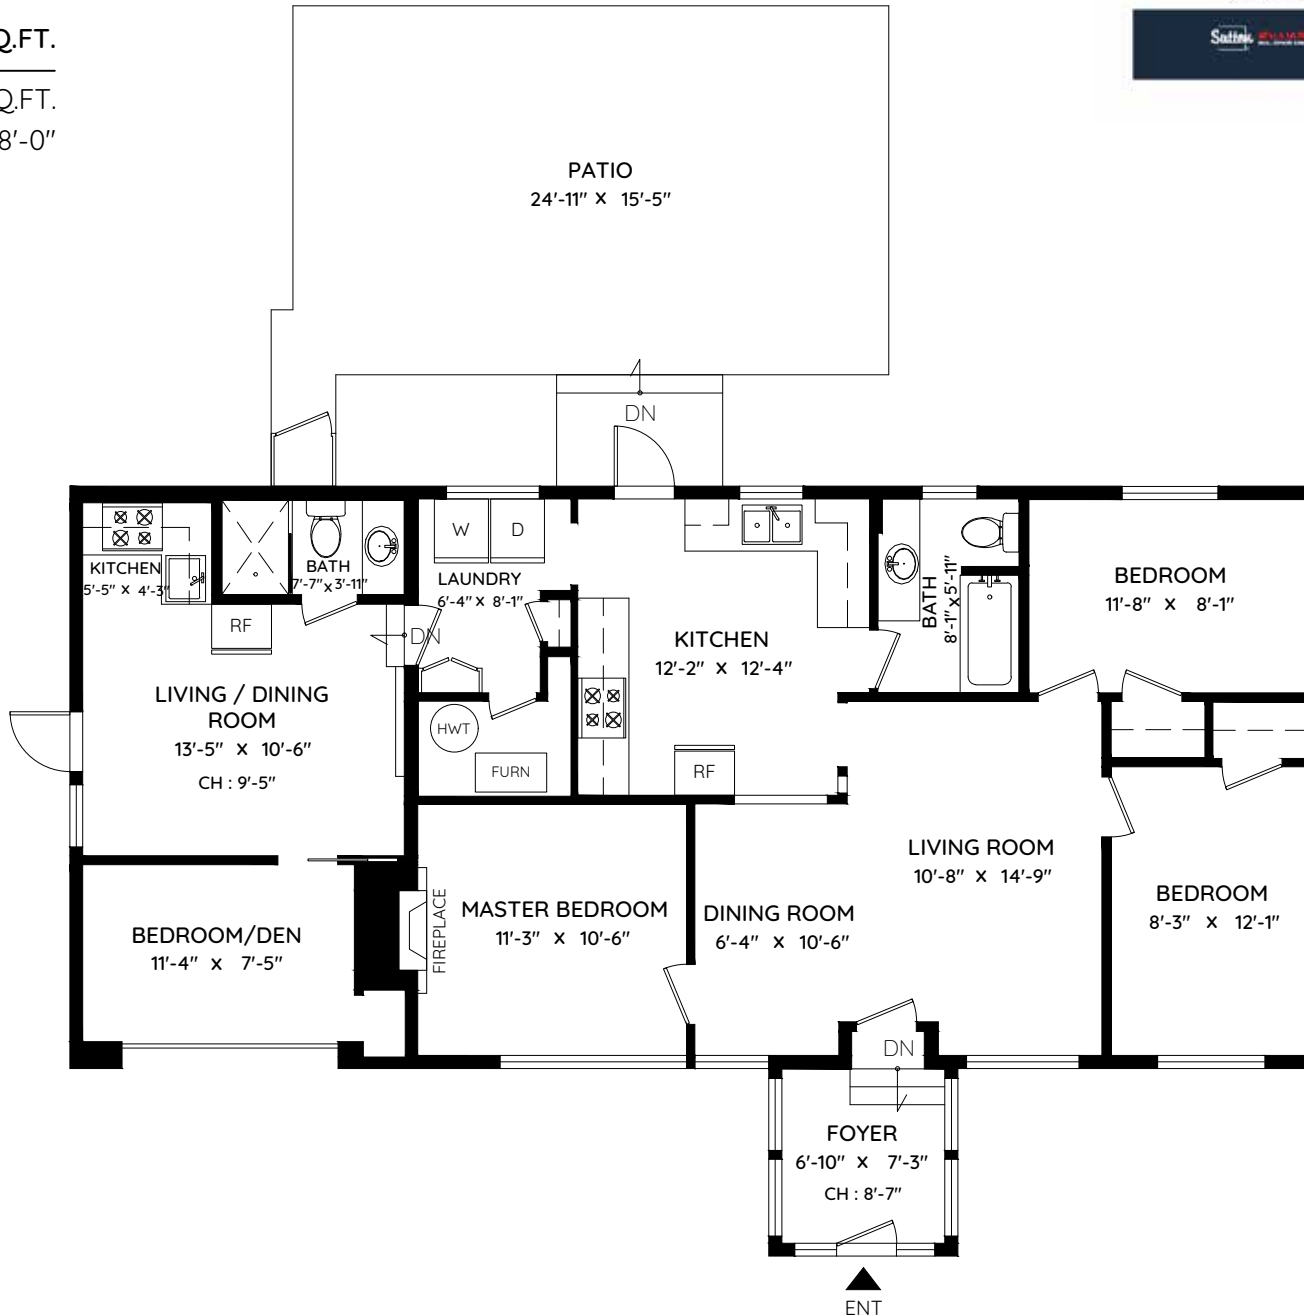 Q.FT.
Q.FT.
8'-0"
Sutton
PATIO
24'-11" X 15'-5"
DN
KITCHEN
5'-5" X 4'-3"
BATH
7'-7" X 3'-11"
W
D
LAUNDRY
6'-4" X 8'-1"
RF
DN
LIVING / DINING
ROOM
13'-5" X 10'-6"
CH : 9'-5"
HWT
FURN
KITCHEN
12'-2" X 12'-4"
RF
BATH
8'-1" X 5'-11"
BEDROOM
11'-8" X 8'-1"
BEDROOM/DEN
11'-4" X 7'-5"
FIREPLACE
MASTER BEDROOM
11'-3" X 10'-6"
DINING ROOM
6'-4" X 10'-6"
LIVING ROOM
10'-8" X 14'-9"
BEDROOM
8'-3" X 12'-1"
DN
FOYER
6'-10" X 7'-3"
CH : 8'-7"
ENT